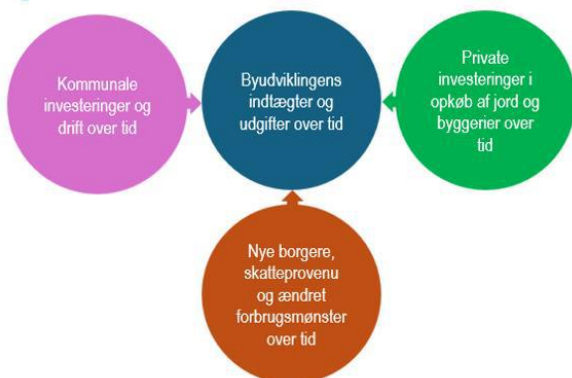 Kommunale
investeringer og
drift over tid
Byudviklingens
indtægter og
udgifter over tid
Private
investeringer i
opkøb af jord og
byggerier over
tid
Nye borgere,
skatteprovenu
og ændret
forbrugsmønster
over tid